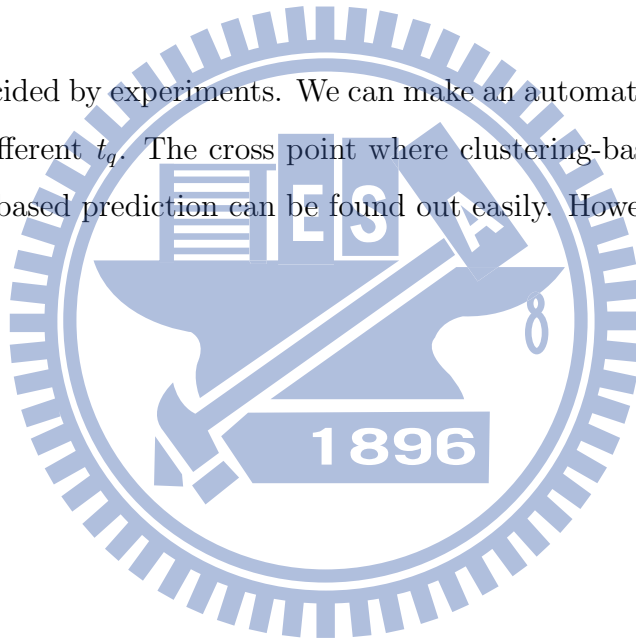 cided by experiments. We can make an automat
fferent t_q. The cross point where clustering-ba
based prediction can be found out easily. Howe
E S A
1896